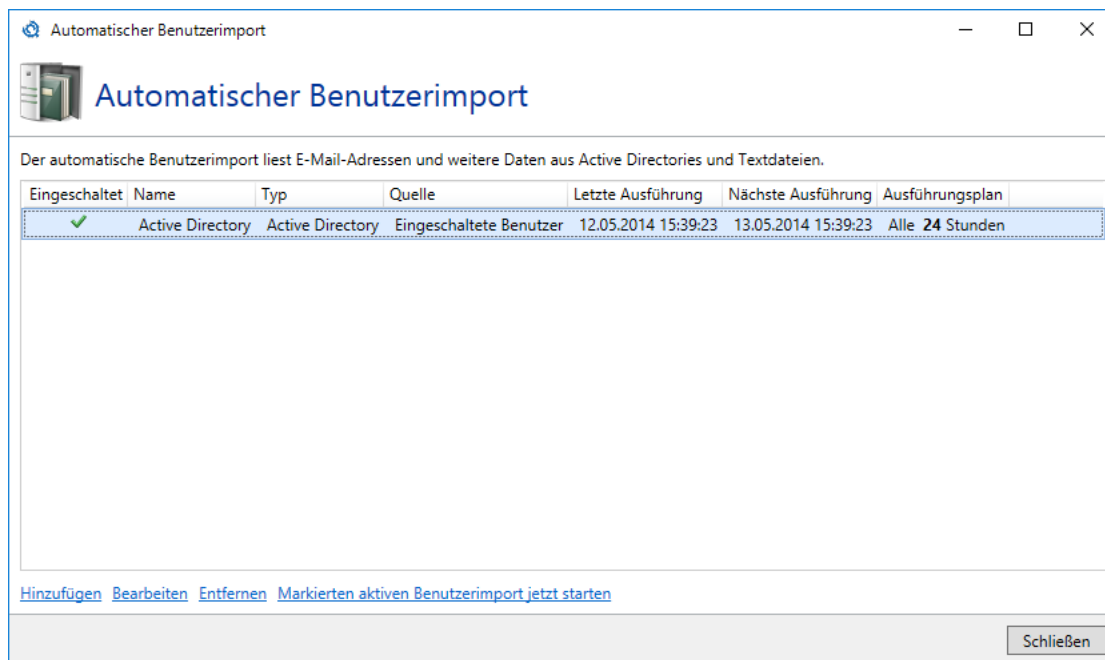 Automatischer Benutzerimport
Automatischer Benutzerimport
Der automatische Benutzerimport liest E-Mail-Adressen und weitere Daten aus Active Directories und Textdateien.
Eingeschaltet Name Typ Quelle Letzte Ausführung Nächste Ausführung Ausführungsplan
Active Directory Active Directory Eingeschaltete Benutzer 12.05.2014 15:39:23 13.05.2014 15:39:23 Alle 24 Stunden
Hinzufügen Bearbeiten Entfernen Markierten aktiven Benutzerimport jetzt starten
Schließen